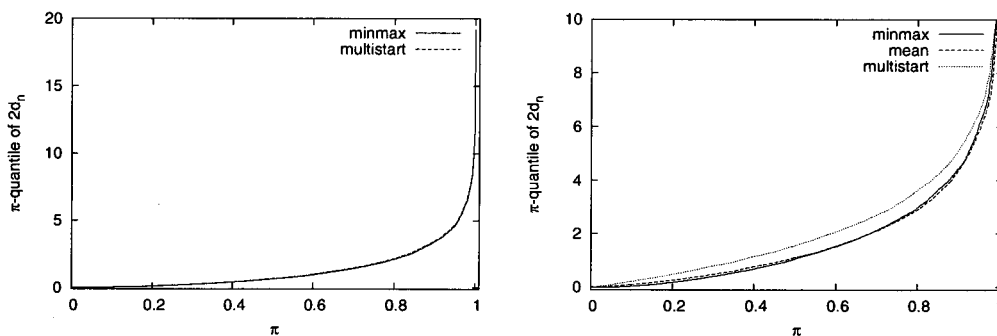 20
15
10
5
0
π-quantile of 2d_n
minmax
multistart
0 0.2 0.4 0.6 0.8 1
π
10
8
6
4
2
0
π-quantile of 2d_n
minmax
mean
multistart
0 0.2 0.4 0.6 0.8
π